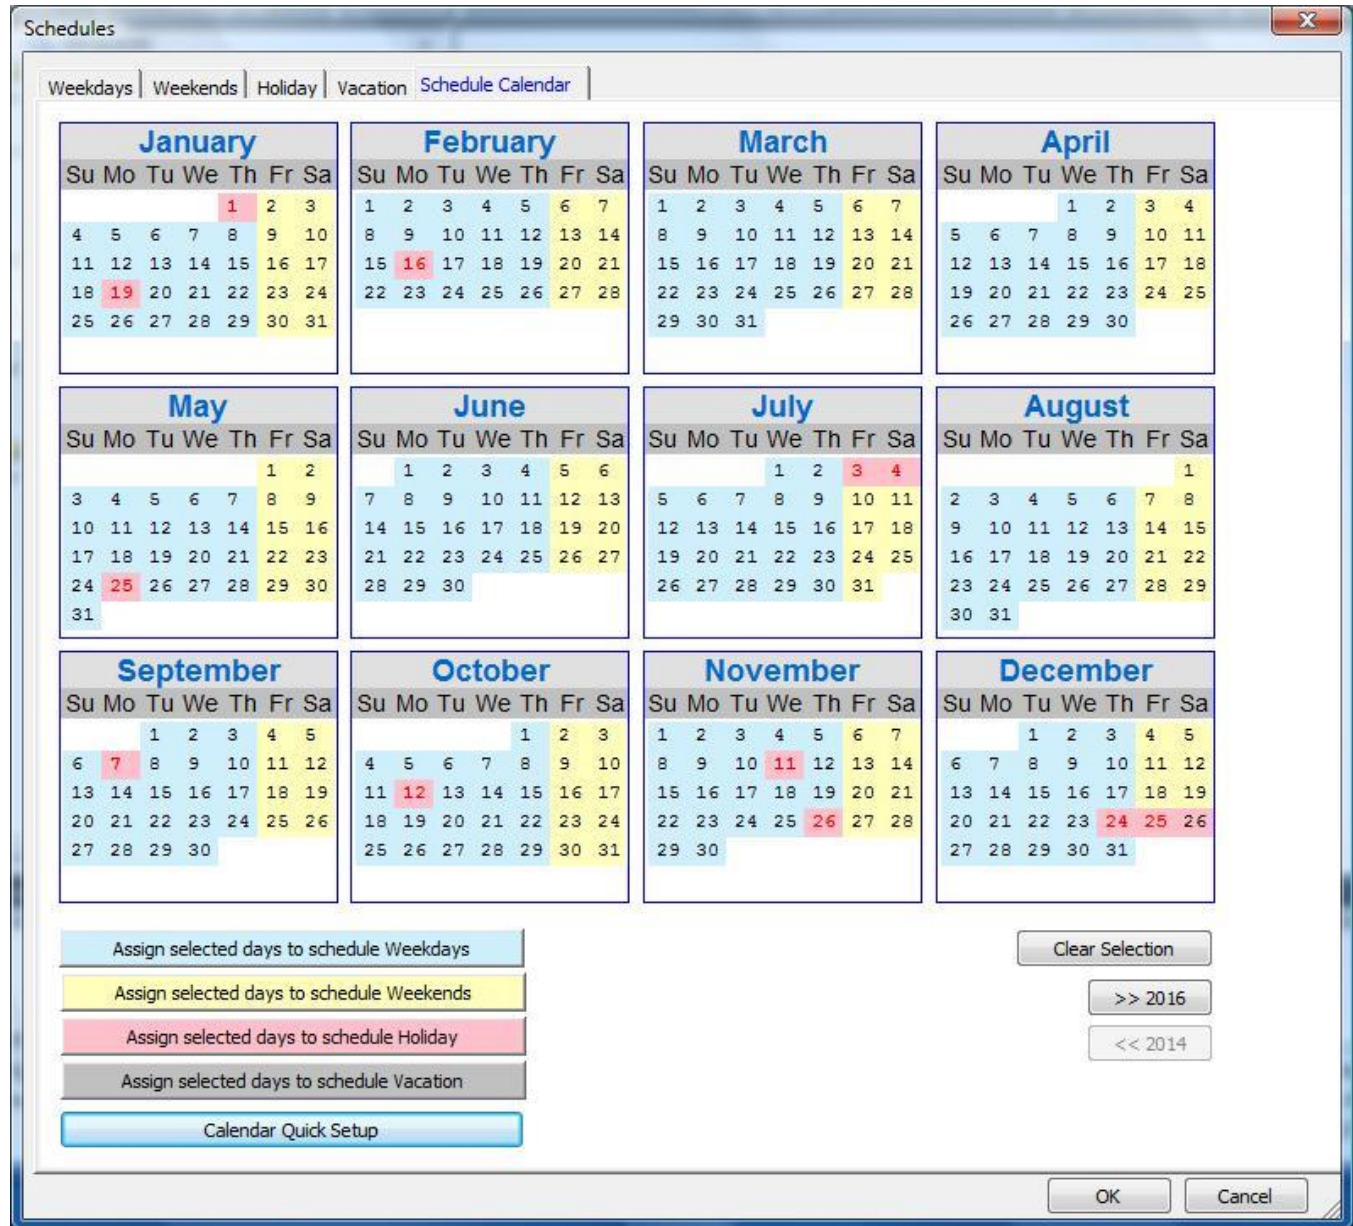 Schedules
Weekdays Weekends Holiday Vacation Schedule Calendar
January February March April
Su Mo Tu We Th Fr Sa Su Mo Tu We Th Fr Sa Su Mo Tu We Th Fr Sa Su Mo Tu We Th Fr Sa
1 2 3 1 2 3 4 5 6 7 1 2 3 4 5 6 7 1 2 3 4
4 5 6 7 8 9 10 8 9 10 11 12 13 14 8 9 10 11 12 13 14 5 6 7 8 9 10 11
11 12 13 14 15 16 17 15 16 17 18 19 20 21 15 16 17 18 19 20 21 12 13 14 15 16 17 18
18 19 20 21 22 23 24 22 23 24 25 26 27 28 22 23 24 25 26 27 28 19 20 21 22 23 24 25
25 26 27 28 29 30 31 29 30 31 26 27 28 29 30
May June July August
Su Mo Tu We Th Fr Sa Su Mo Tu We Th Fr Sa Su Mo Tu We Th Fr Sa Su Mo Tu We Th Fr Sa
1 2 1 2 3 4 5 6 1 2 3 4 1
3 4 5 6 7 8 9 7 8 9 10 11 12 13 5 6 7 8 9 10 11 2 3 4 5 6 7 8
10 11 12 13 14 15 16 14 15 16 17 18 19 20 12 13 14 15 16 17 18 9 10 11 12 13 14 15
17 18 19 20 21 22 23 21 22 23 24 25 26 27 19 20 21 22 23 24 25 16 17 18 19 20 21 22
24 25 26 27 28 29 30 28 29 30 26 27 28 29 30 31 23 24 25 26 27 28 29
31 30 31
September October November December
Su Mo Tu We Th Fr Sa Su Mo Tu We Th Fr Sa Su Mo Tu We Th Fr Sa Su Mo Tu We Th Fr Sa
1 2 3 4 5 1 2 3 1 2 3 4 5 6 7 1 2 3 4 5
6 7 8 9 10 11 12 4 5 6 7 8 9 10 8 9 10 11 12 13 14 6 7 8 9 10 11 12
13 14 15 16 17 18 19 11 12 13 14 15 16 17 15 16 17 18 19 20 21 13 14 15 16 17 18 19
20 21 22 23 24 25 26 18 19 20 21 22 23 24 22 23 24 25 26 27 28 20 21 22 23 24 25 26
27 28 29 30 25 26 27 28 29 30 31 29 30 27 28 29 30 31
Assign selected days to schedule Weekdays Clear Selection
Assign selected days to schedule Weekends >> 2016
Assign selected days to schedule Holiday << 2014
Assign selected days to schedule Vacation
Calendar Quick Setup
OK Cancel